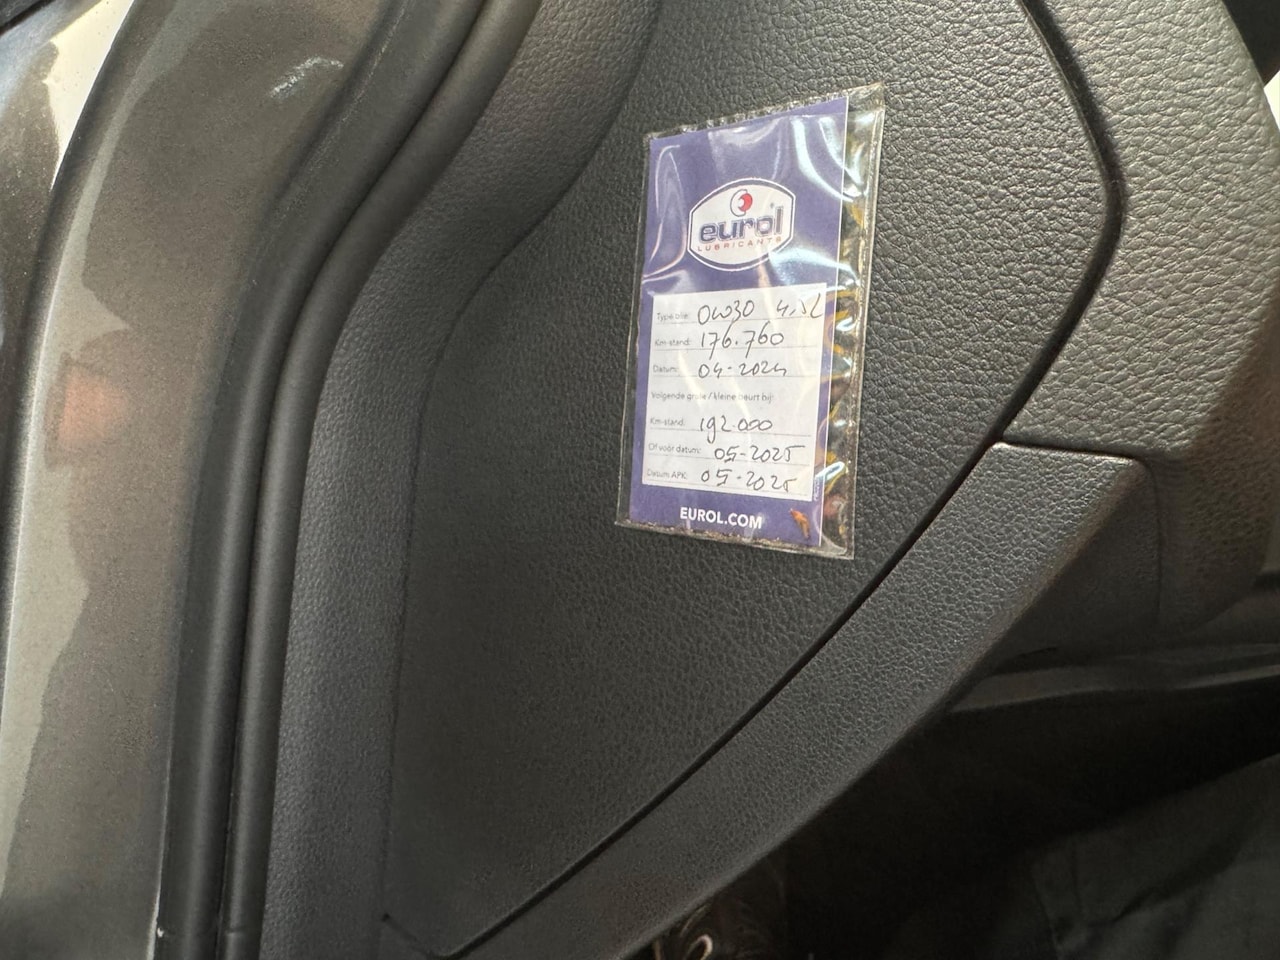 eurol
LUBRICANTS
Type olie: 0W30 4,5L
Km-stand: 176.760
Datum: 04-2024
Volgende grote / kleine beurt bij:
Km-stand: 192.000
Of vóór datum: 05-2025
Datum APK: 05-2025
EUROL.COM